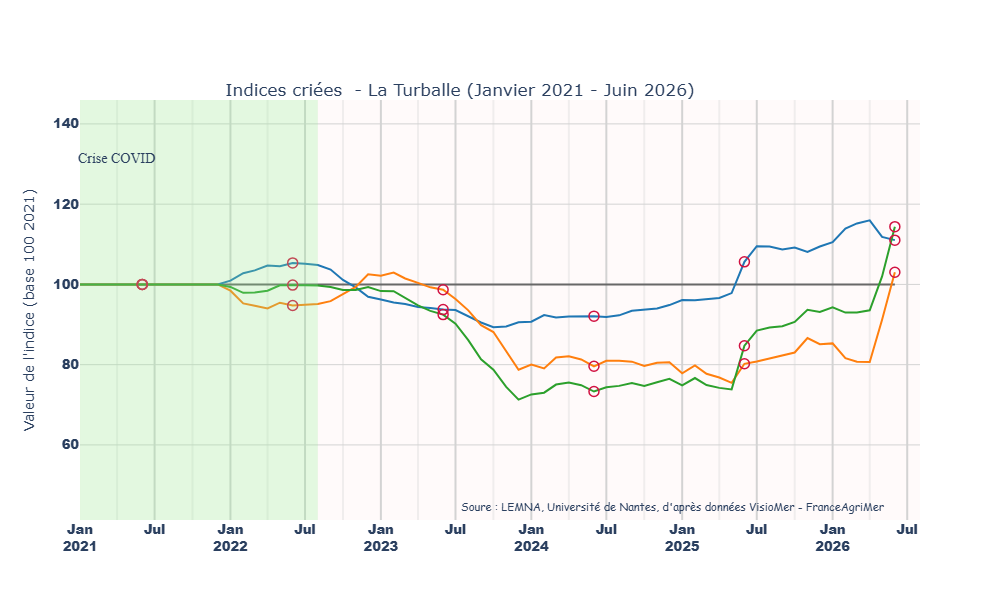 Indices criées  - La Turballe (Janvier 2021 - Juin 2026)
140
Crise COVID
120
100
80
60
Valeur de l'indice (base 100 2021)
Soure : LEMNA, Université de Nantes, d'après données VisioMer - FranceAgriMer
Jan Jul Jan Jul Jan Jul Jan Jul Jan Jul Jan Jul
2021 2022 2023 2024 2025 2026